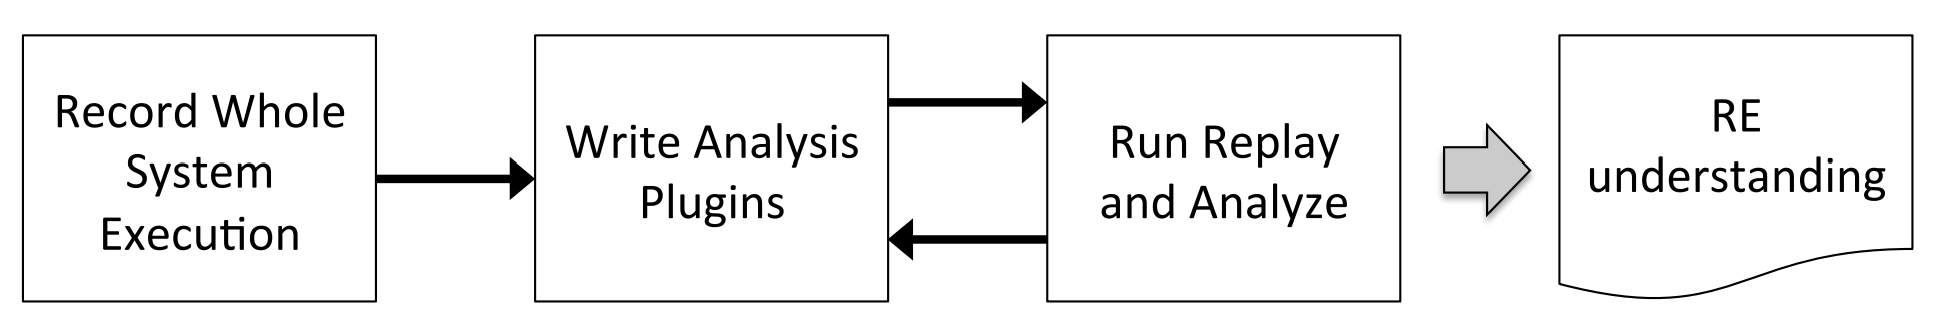 Record Whole
System
Execution
Write Analysis
Plugins
Run Replay
and Analyze
RE
understanding